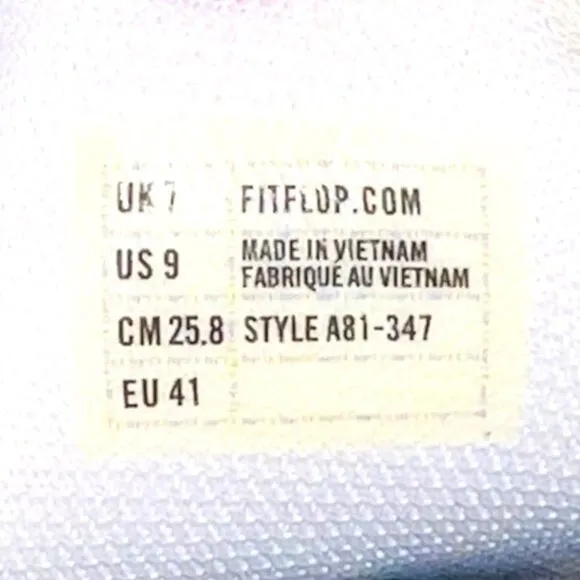 UK 7 FITFLOP.COM
US 9 MADE IN VIETNAM
FABRIQUE AU VIETNAM
CM 25.8 STYLE A81-347
EU 41